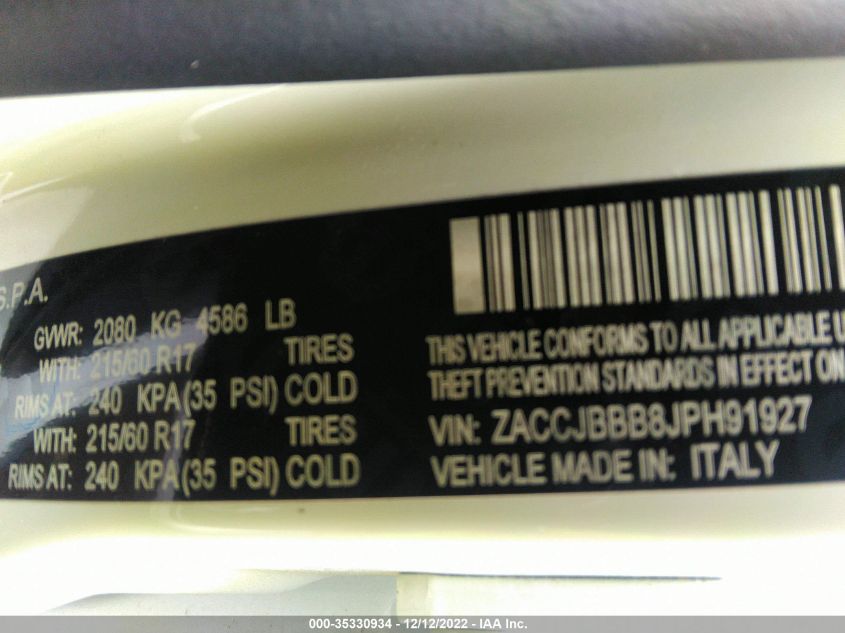 S.P.A.
GVWR: 2080 KG 4586 LB
WITH: 215/60 R17 TIRES
RIMS AT: 240 KPA(35 PSI) COLD
WITH: 215/60 R17 TIRES
RIMS AT: 240 KPA(35 PSI) COLD
THIS VEHICLE CONFORMS TO ALL APPLICABLE U
THEFT PREVENTION STANDARDS IN EFFECT ON
VIN: ZACCJBBB8JPH91927
VEHICLE MADE IN: ITALY
000-35330934 - 12/12/2022 - IAA Inc.